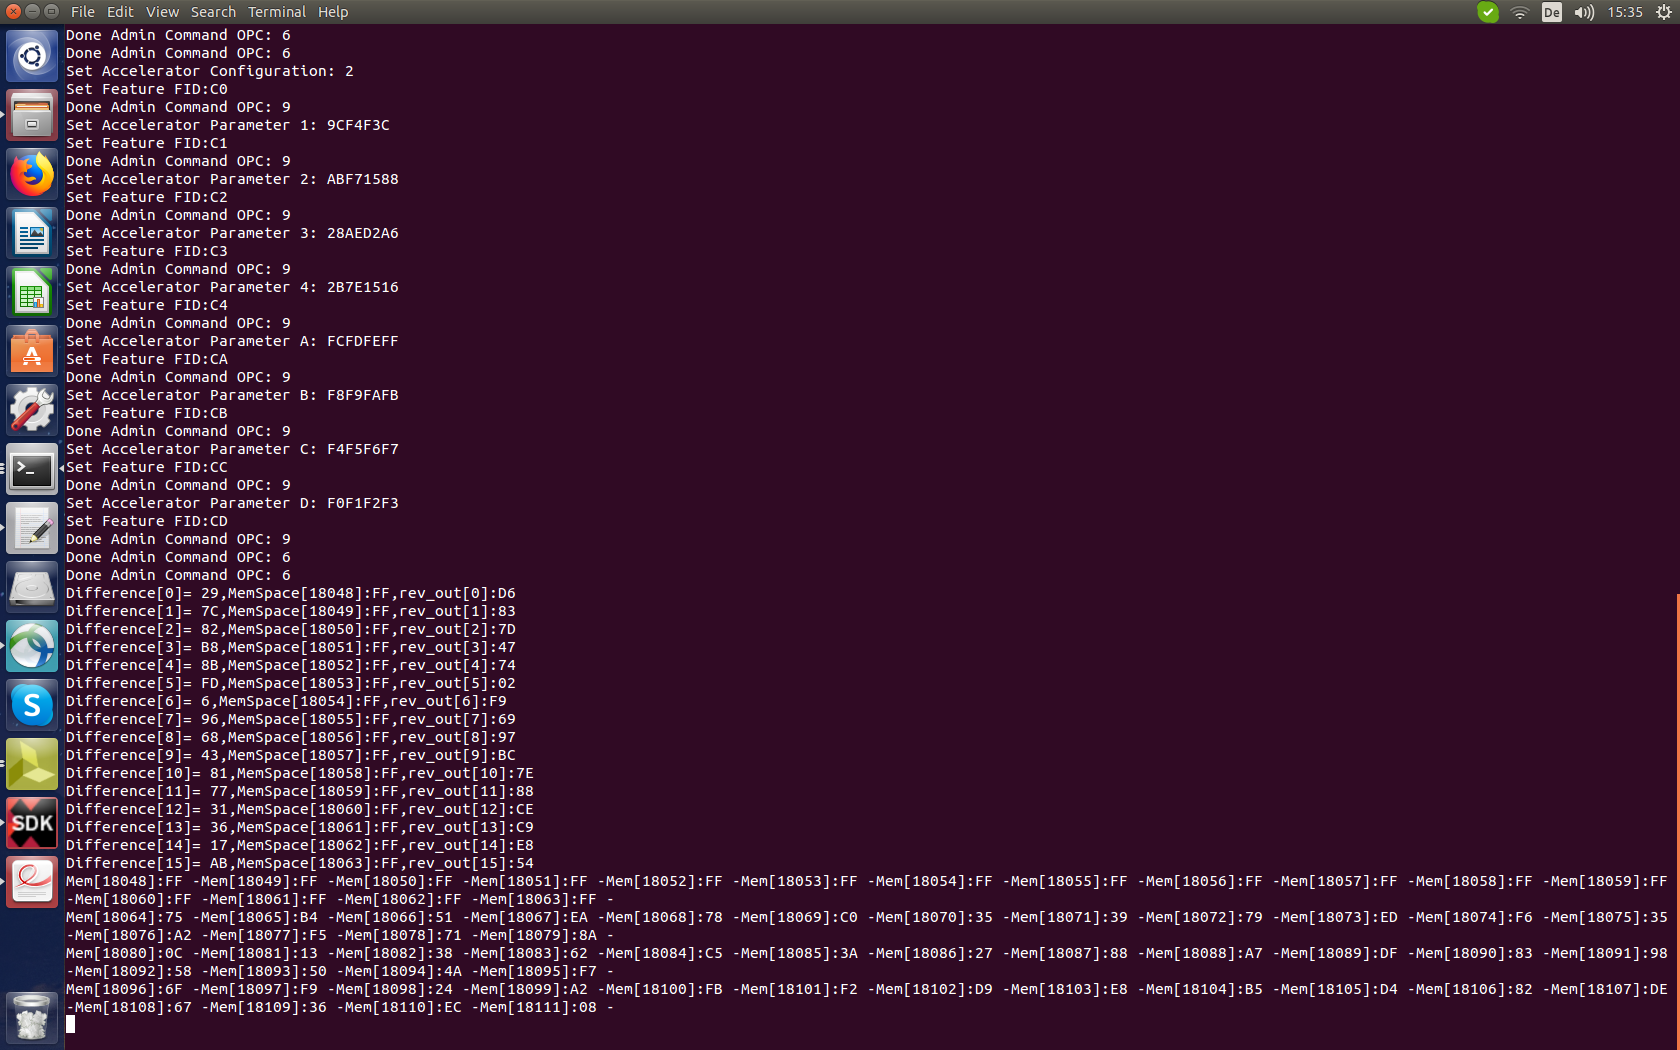 File Edit View Search Terminal Help
De 15:35
Done Admin Command OPC: 6
Done Admin Command OPC: 6
Set Accelerator Configuration: 2
Set Feature FID:C0
Done Admin Command OPC: 9
Set Accelerator Parameter 1: 9CF4F3C
Set Feature FID:C1
Done Admin Command OPC: 9
Set Accelerator Parameter 2: ABF71588
Set Feature FID:C2
Done Admin Command OPC: 9
Set Accelerator Parameter 3: 28AED2A6
Set Feature FID:C3
Done Admin Command OPC: 9
Set Accelerator Parameter 4: 2B7E1516
Set Feature FID:C4
Done Admin Command OPC: 9
Set Accelerator Parameter A: FCFDFEFF
Set Feature FID:CA
Done Admin Command OPC: 9
Set Accelerator Parameter B: F8F9FAFB
Set Feature FID:CB
Done Admin Command OPC: 9
Set Accelerator Parameter C: F4F5F6F7
Set Feature FID:CC
Done Admin Command OPC: 9
Set Accelerator Parameter D: F0F1F2F3
Set Feature FID:CD
Done Admin Command OPC: 9
Done Admin Command OPC: 6
Done Admin Command OPC: 6
Difference[0]= 29,MemSpace[18048]:FF,rev_out[0]:D6
Difference[1]= 7C,MemSpace[18049]:FF,rev_out[1]:83
Difference[2]= 82,MemSpace[18050]:FF,rev_out[2]:7D
Difference[3]= B8,MemSpace[18051]:FF,rev_out[3]:47
Difference[4]= 8B,MemSpace[18052]:FF,rev_out[4]:74
Difference[5]= FD,MemSpace[18053]:FF,rev_out[5]:02
Difference[6]= 6,MemSpace[18054]:FF,rev_out[6]:F9
Difference[7]= 96,MemSpace[18055]:FF,rev_out[7]:69
Difference[8]= 68,MemSpace[18056]:FF,rev_out[8]:97
Difference[9]= 43,MemSpace[18057]:FF,rev_out[9]:BC
Difference[10]= 81,MemSpace[18058]:FF,rev_out[10]:7E
Difference[11]= 77,MemSpace[18059]:FF,rev_out[11]:88
Difference[12]= 31,MemSpace[18060]:FF,rev_out[12]:CE
Difference[13]= 36,MemSpace[18061]:FF,rev_out[13]:C9
Difference[14]= 17,MemSpace[18062]:FF,rev_out[14]:E8
Difference[15]= AB,MemSpace[18063]:FF,rev_out[15]:54
Mem[18048]:FF -Mem[18049]:FF -Mem[18050]:FF -Mem[18051]:FF -Mem[18052]:FF -Mem[18053]:FF -Mem[18054]:FF -Mem[18055]:FF -Mem[18056]:FF -Mem[18057]:FF -Mem[18058]:FF -Mem[18059]:FF
-Mem[18060]:FF -Mem[18061]:FF -Mem[18062]:FF -Mem[18063]:FF -
Mem[18064]:75 -Mem[18065]:B4 -Mem[18066]:51 -Mem[18067]:EA -Mem[18068]:78 -Mem[18069]:C0 -Mem[18070]:35 -Mem[18071]:39 -Mem[18072]:79 -Mem[18073]:ED -Mem[18074]:F6 -Mem[18075]:35
-Mem[18076]:A2 -Mem[18077]:F5 -Mem[18078]:71 -Mem[18079]:8A -
Mem[18080]:0C -Mem[18081]:13 -Mem[18082]:38 -Mem[18083]:62 -Mem[18084]:C5 -Mem[18085]:3A -Mem[18086]:27 -Mem[18087]:88 -Mem[18088]:A7 -Mem[18089]:DF -Mem[18090]:83 -Mem[18091]:98
-Mem[18092]:58 -Mem[18093]:50 -Mem[18094]:4A -Mem[18095]:F7 -
Mem[18096]:6F -Mem[18097]:F9 -Mem[18098]:24 -Mem[18099]:A2 -Mem[18100]:FB -Mem[18101]:F2 -Mem[18102]:D9 -Mem[18103]:E8 -Mem[18104]:B5 -Mem[18105]:D4 -Mem[18106]:82 -Mem[18107]:DE
-Mem[18108]:67 -Mem[18109]:36 -Mem[18110]:EC -Mem[18111]:08 -
A
>_
S
SDK